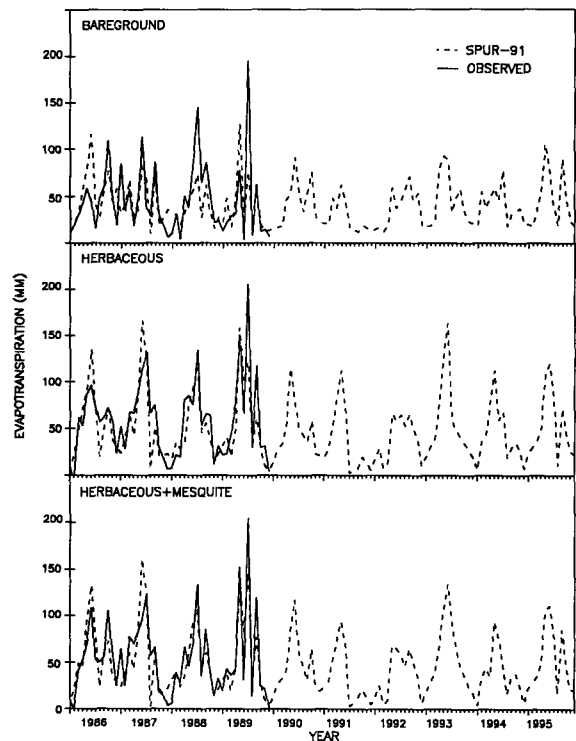 250
BAREGROUND
SPUR-91
OBSERVED
200
150
100
50
HERBACEOUS
200
150
100
50
HERBACEOUS+MESQUITE
200
150
100
50
0
EVAPOTRANSPIRATION (MM)
1986 1987 1988 1989 1990 1991 1992 1993 1994 1995
YEAR